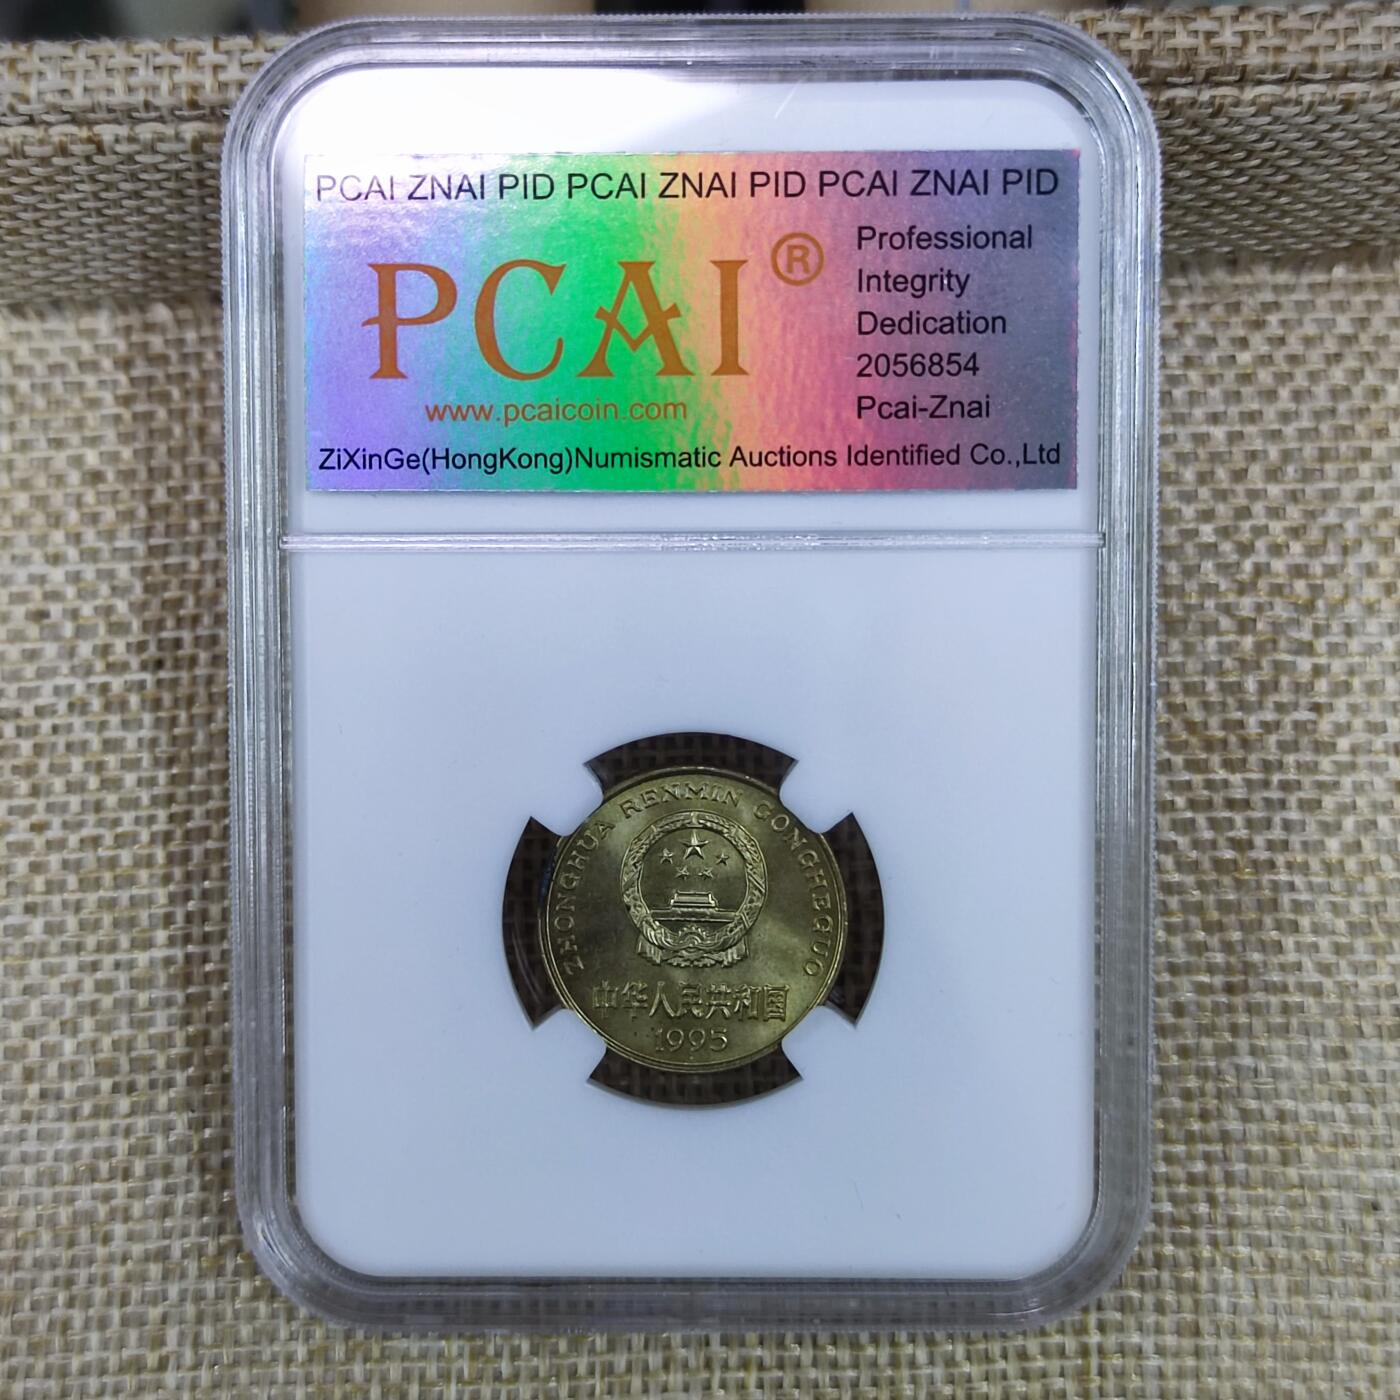 PCAI ZNAI PID PCAI ZNAI PID PCAI ZNAI PID
PCAI®
www.pcaicoin.com
Professional
Integrity
Dedication
2056854
Pcai-Znai
ZiXinGe(HongKong)Numismatic Auctions Identified Co.,Ltd
ZHONGHUA RENMIN GONGHEGUO
中华人民共和国
1995